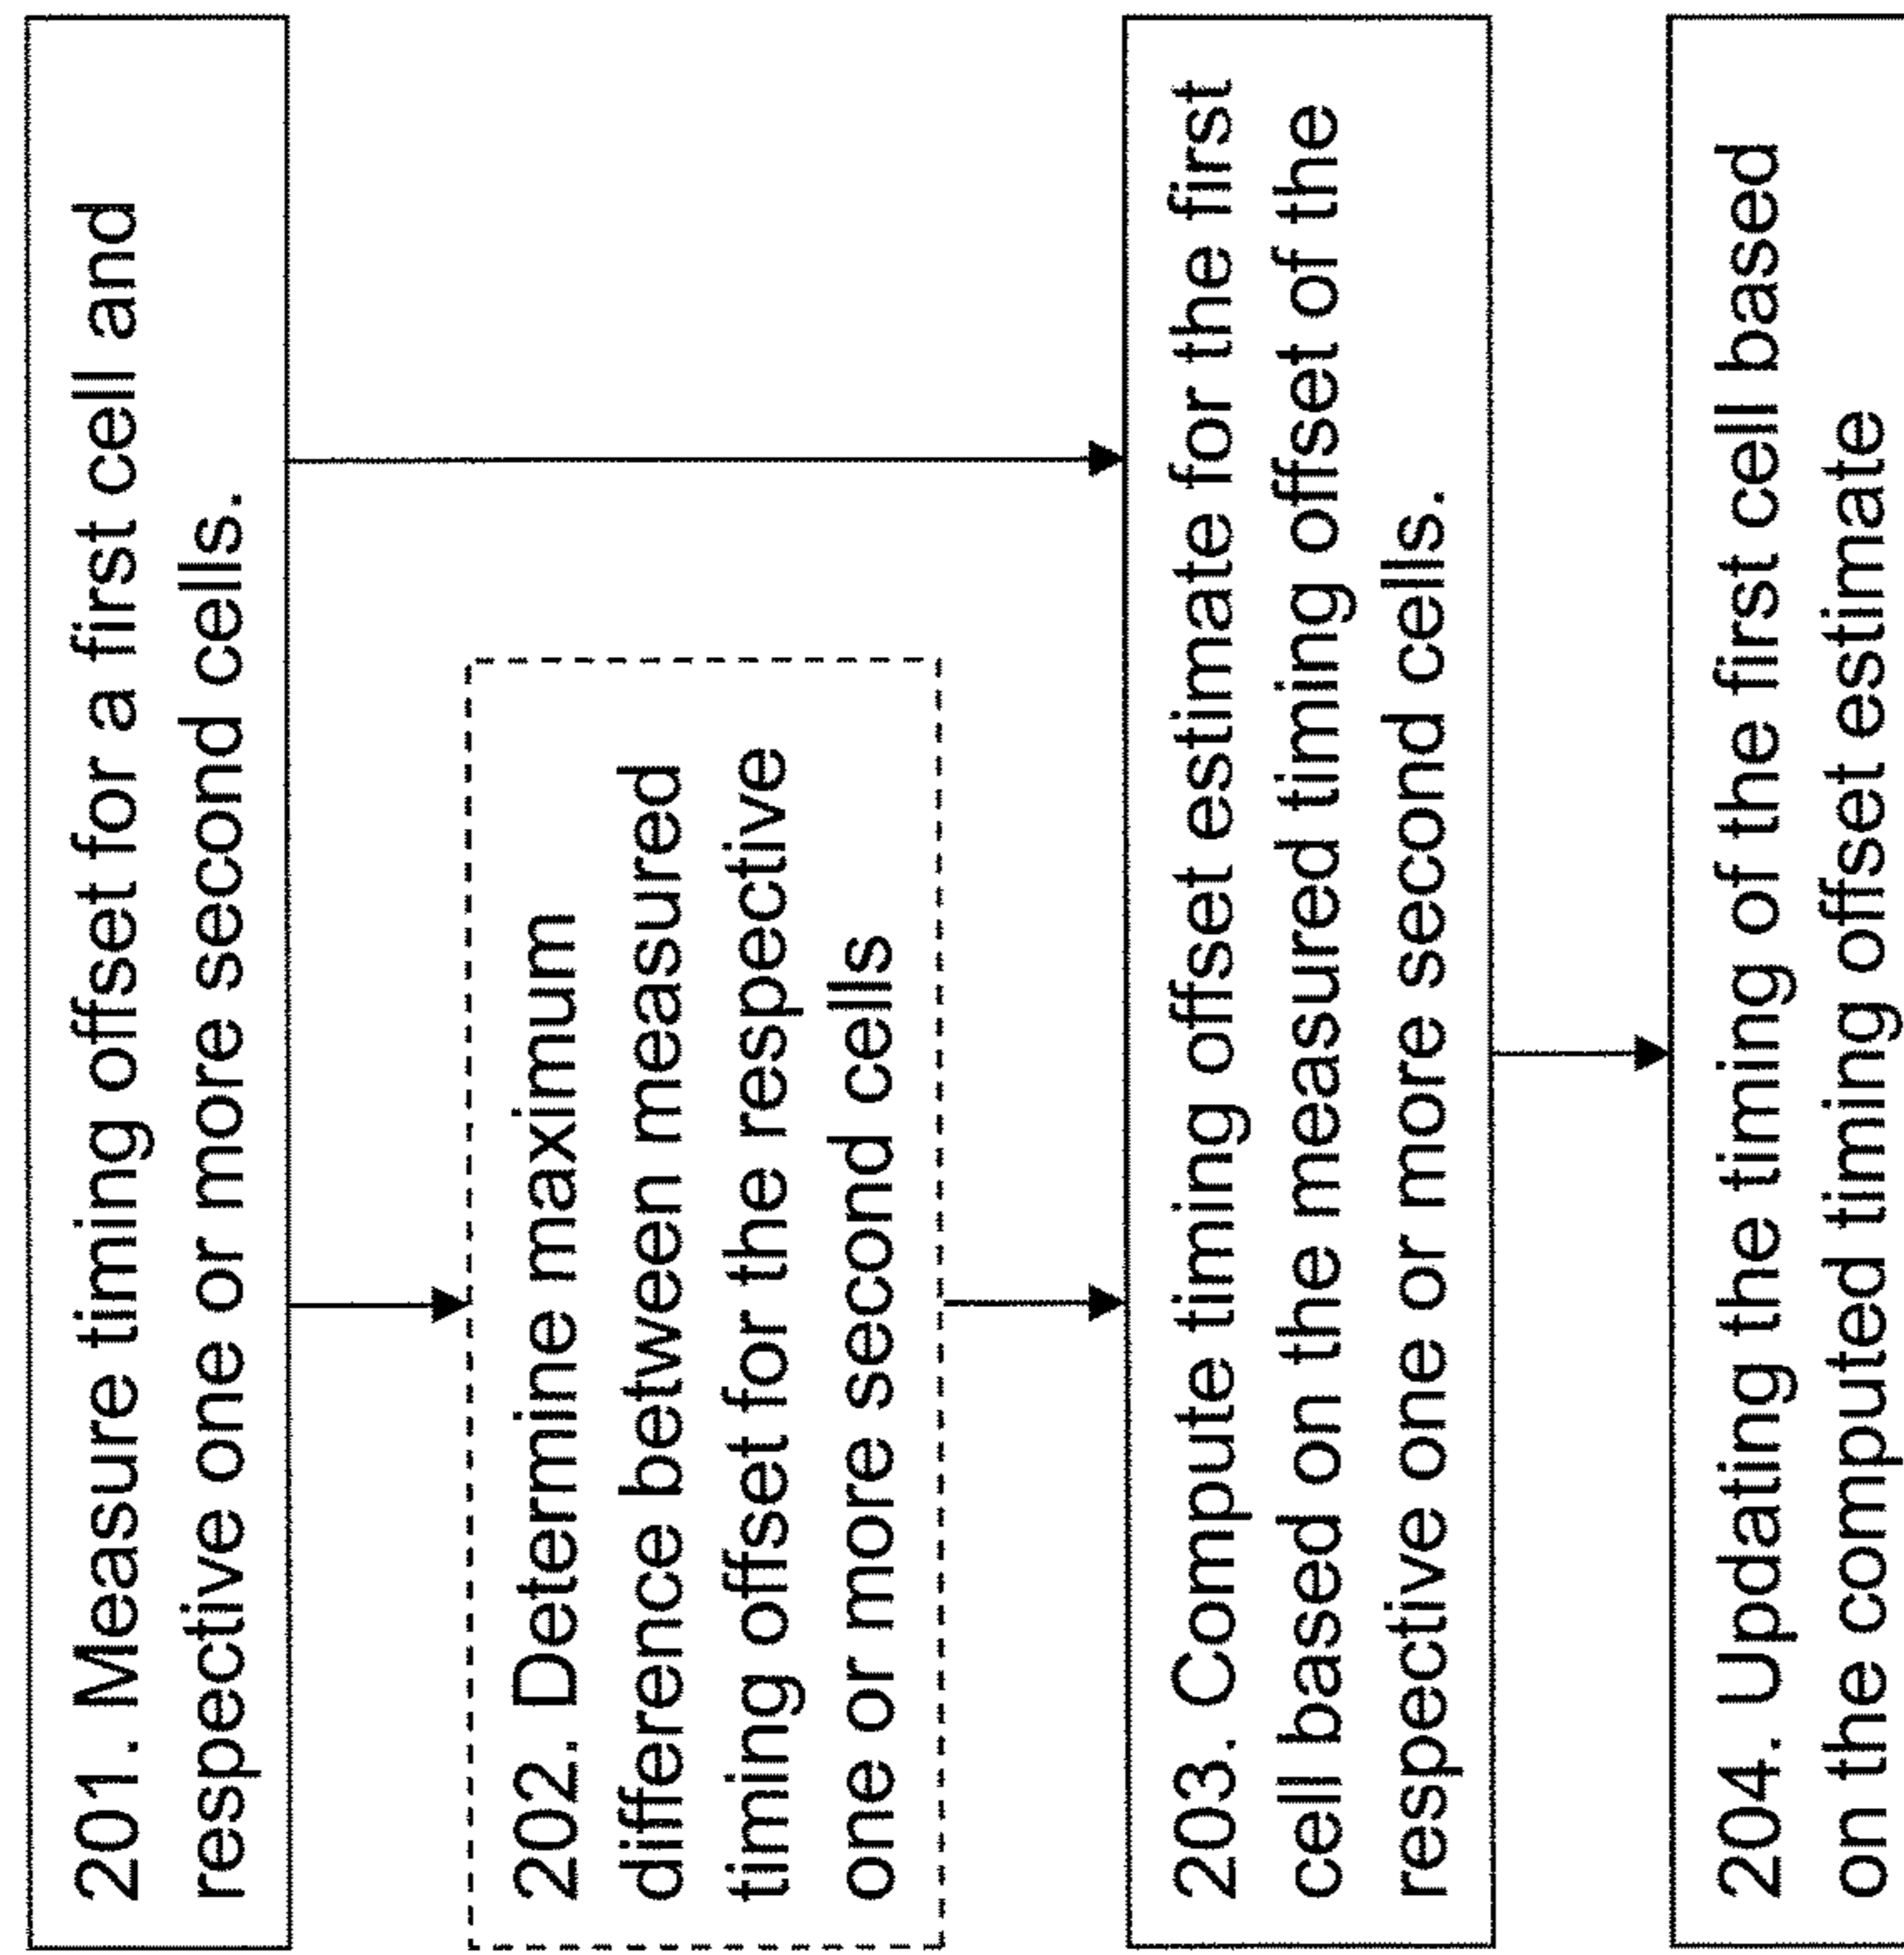 201. Measure timing offset for a first cell and
respective one or more second cells.
202. Determine maximum
difference between measured
timing offset for the respective
one or more second cells
203. Compute timing offset estimate for the first
cell based on the measured timing offset of the
respective one or more second cells.
204. Updating the timing of the first cell based
on the computed timing offset estimate